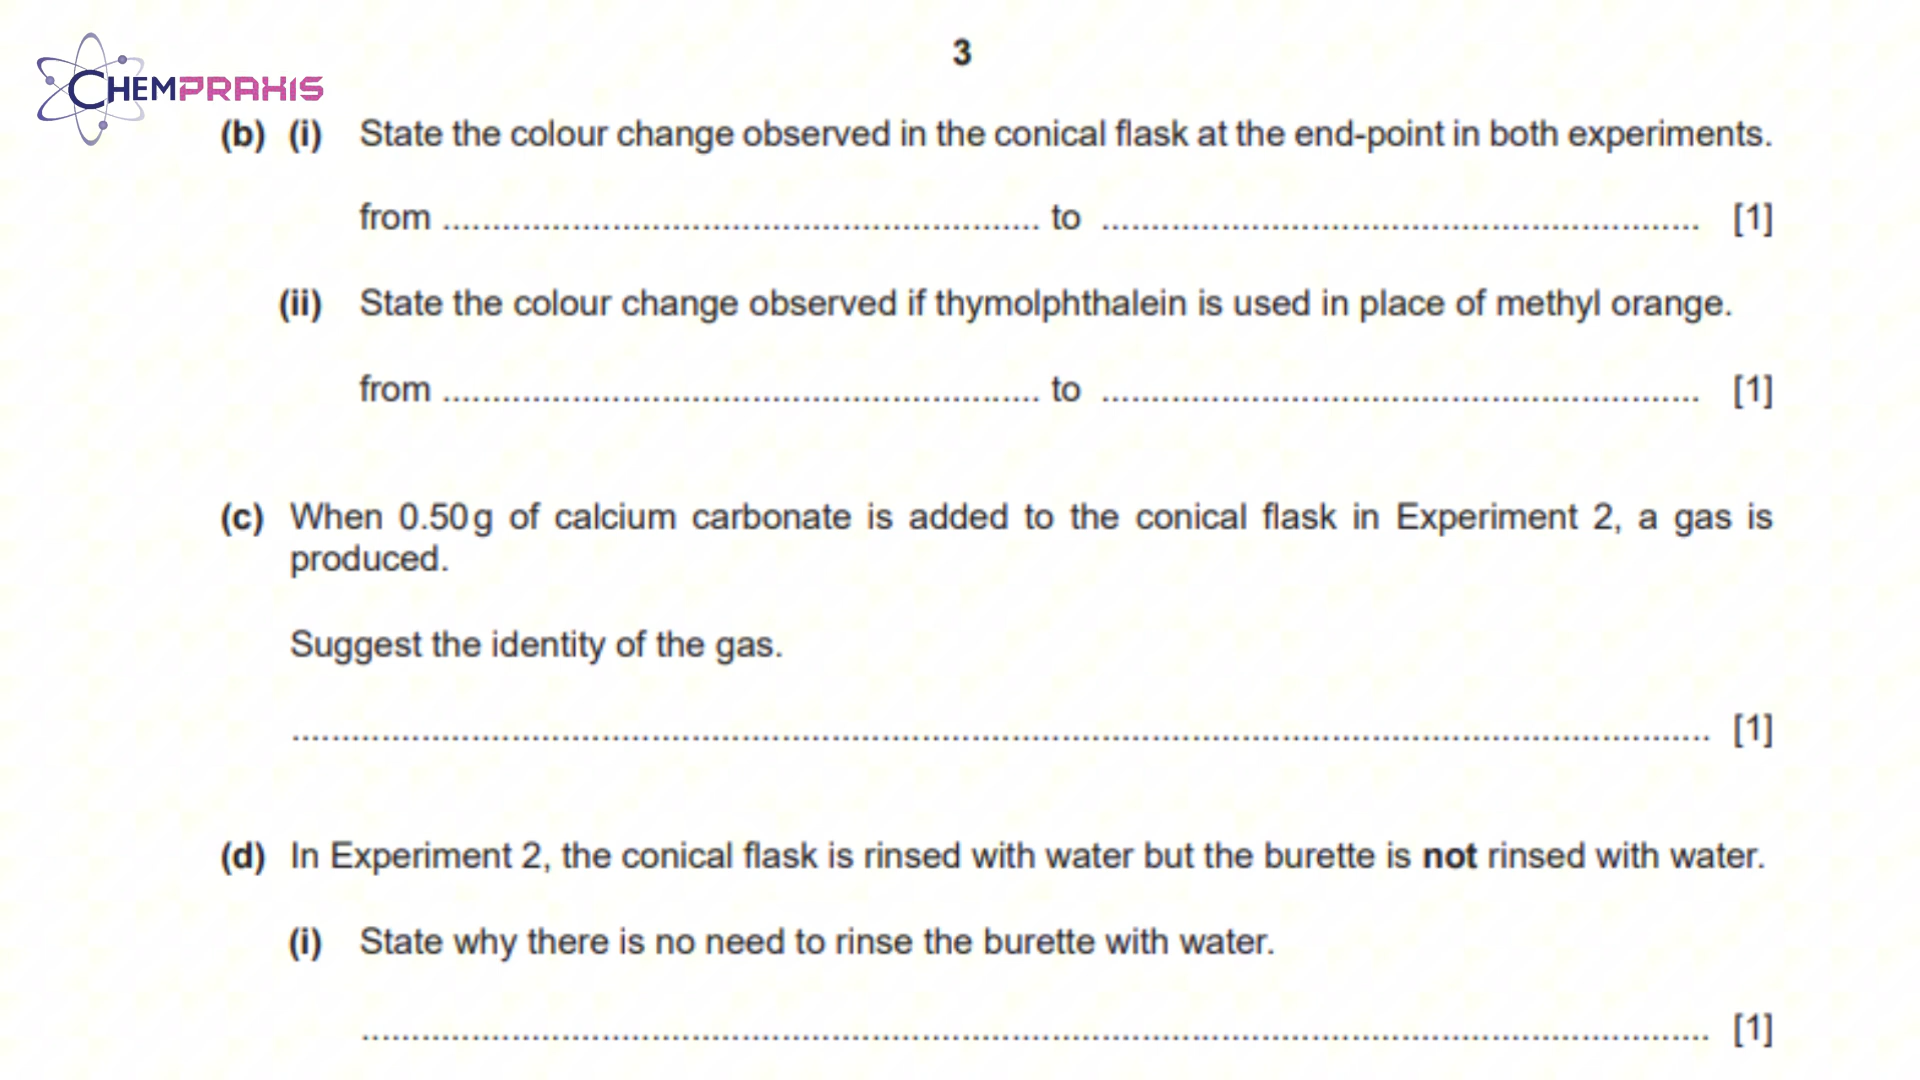 3
CHEMPRAXIS
(b) (i) State the colour change observed in the conical flask at the end-point in both experiments.
from ............................................................ to ............................................................ [1]
(ii) State the colour change observed if thymolphthalein is used in place of methyl orange.
from ............................................................ to ............................................................ [1]
(c) When 0.50 g of calcium carbonate is added to the conical flask in Experiment 2, a gas is
produced.
Suggest the identity of the gas.
.............................................................................................................................................. [1]
(d) In Experiment 2, the conical flask is rinsed with water but the burette is not rinsed with water.
(i) State why there is no need to rinse the burette with water.
....................................................................................................................................... [1]